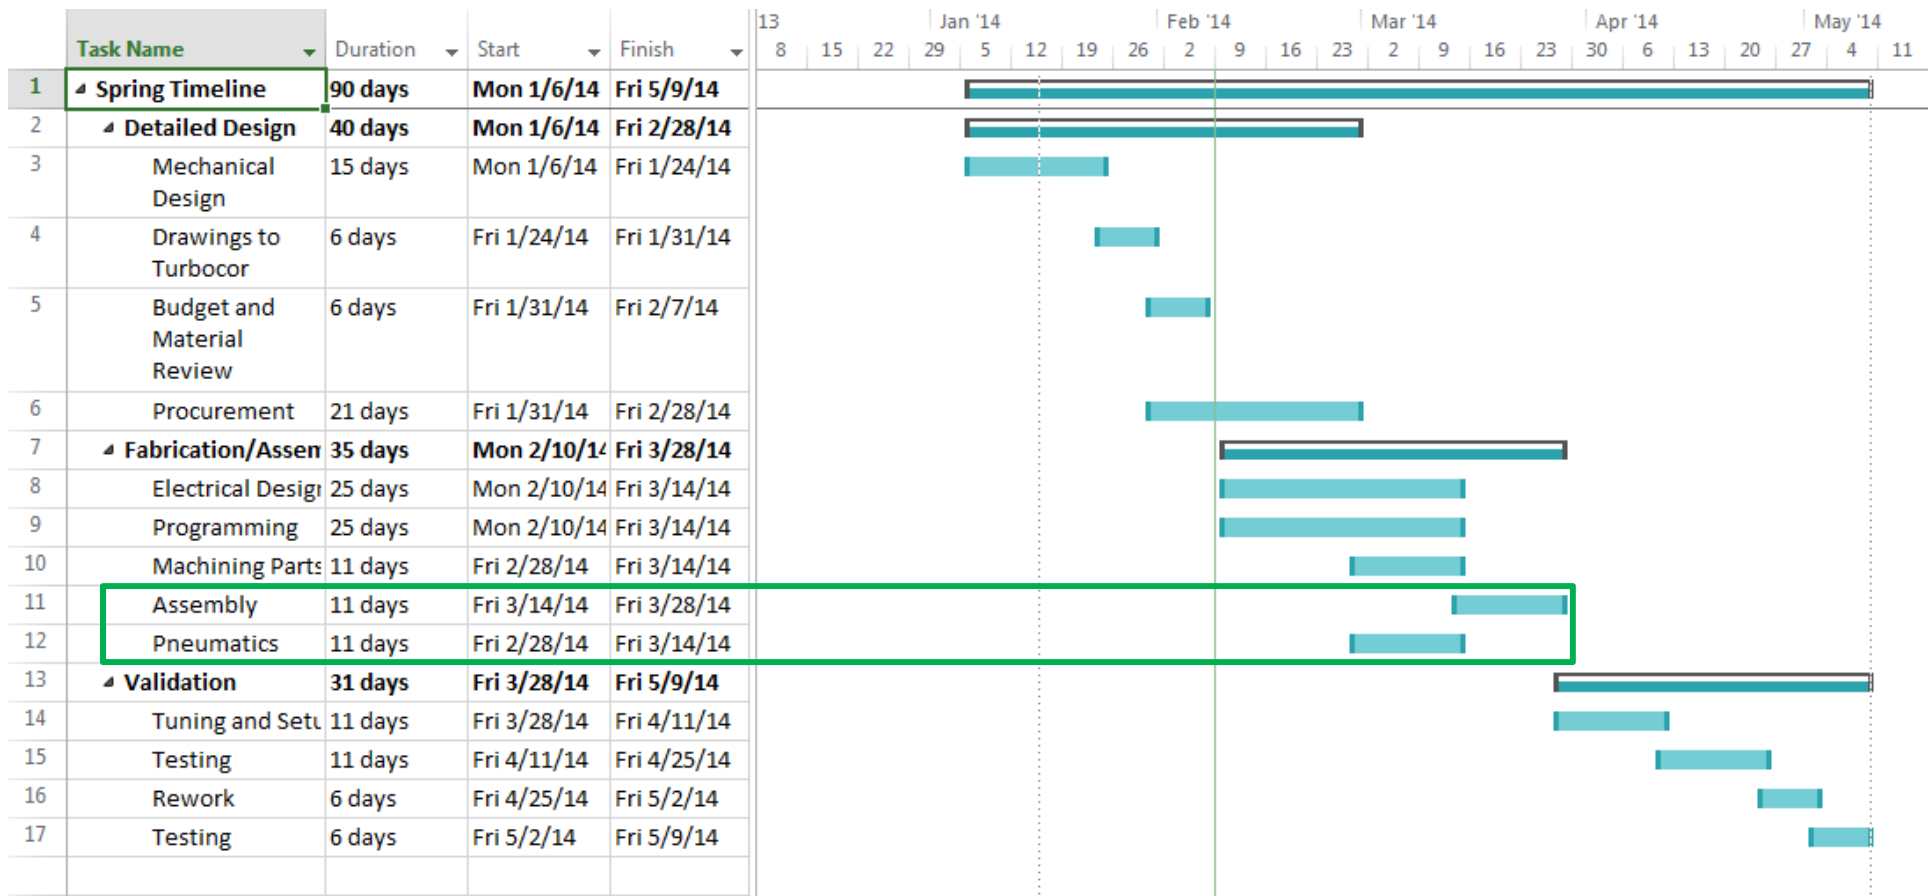 13 Jan '14 Feb '14 Mar '14 Apr '14 May '14
Task Name Duration Start Finish 8 15 22 29 5 12 19 26 2 9 16 23 2 9 16 23 30 6 13 20 27 4 11
1 Spring Timeline 90 days Mon 1/6/14 Fri 5/9/14
2 Detailed Design 40 days Mon 1/6/14 Fri 2/28/14
3 Mechanical 15 days Mon 1/6/14 Fri 1/24/14
Design
4 Drawings to 6 days Fri 1/24/14 Fri 1/31/14
Turbocor
5 Budget and 6 days Fri 1/31/14 Fri 2/7/14
Material
Review
6 Procurement 21 days Fri 1/31/14 Fri 2/28/14
7 Fabrication/Assem 35 days Mon 2/10/14 Fri 3/28/14
8 Electrical Design 25 days Mon 2/10/14 Fri 3/14/14
9 Programming 25 days Mon 2/10/14 Fri 3/14/14
10 Machining Parts 11 days Fri 2/28/14 Fri 3/14/14
11 Assembly 11 days Fri 3/14/14 Fri 3/28/14
12 Pneumatics 11 days Fri 2/28/14 Fri 3/14/14
13 Validation 31 days Fri 3/28/14 Fri 5/9/14
14 Tuning and Setu 11 days Fri 3/28/14 Fri 4/11/14
15 Testing 11 days Fri 4/11/14 Fri 4/25/14
16 Rework 6 days Fri 4/25/14 Fri 5/2/14
17 Testing 6 days Fri 5/2/14 Fri 5/9/14